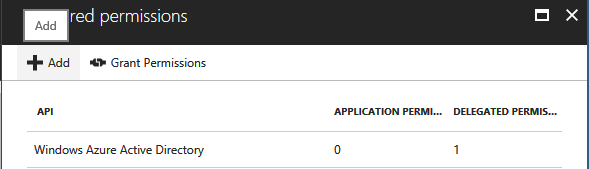 Add
red permissions
Add Grant Permissions
API APPLICATION PERMI... DELEGATED PERMIS...
Windows Azure Active Directory 0 1